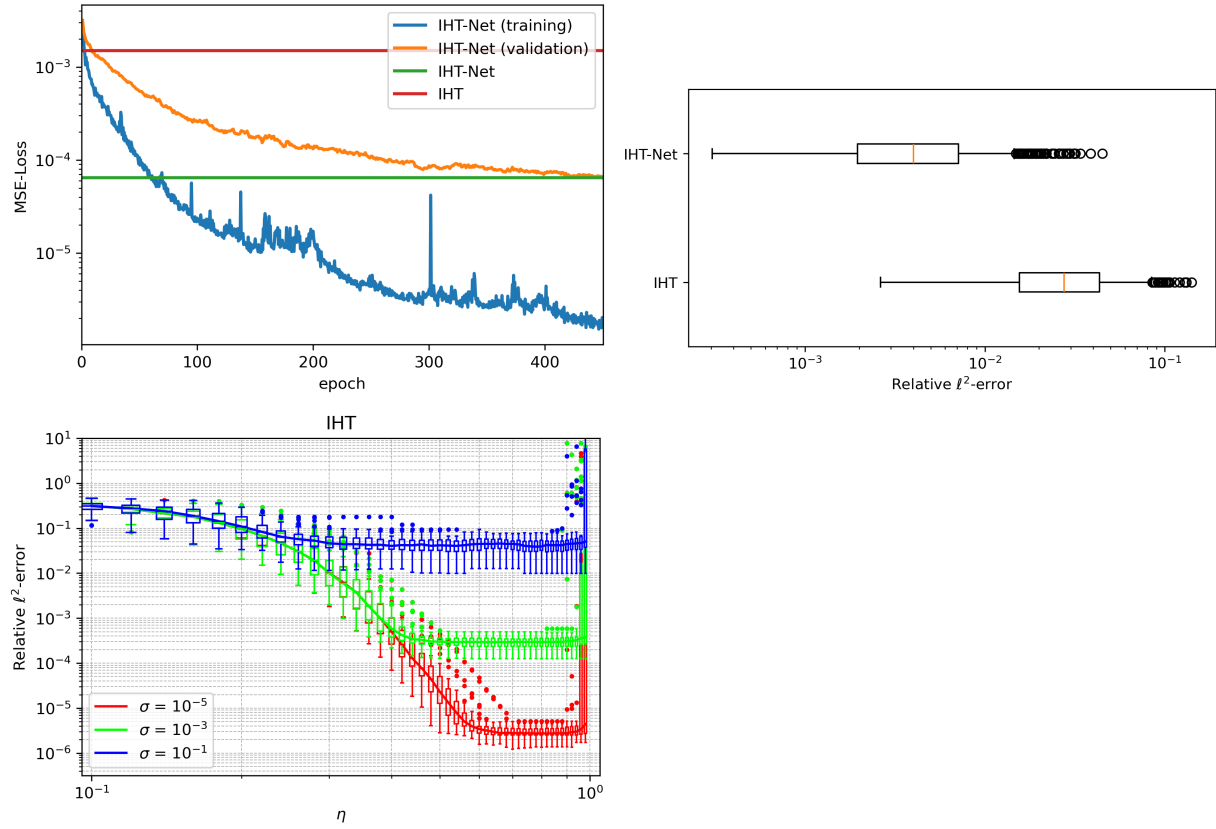 IHT-Net (training)
IHT-Net (validation)
IHT-Net
IHT
10⁻³
10⁻⁴
10⁻⁵
MSE-Loss
0
100
200
300
400
epoch
IHT-Net
IHT
10⁻³
10⁻²
10⁻¹
Relative ℓ²-error
IHT
10¹
10⁰
10⁻¹
10⁻²
10⁻³
10⁻⁴
10⁻⁵
10⁻⁶
Relative ℓ²-error
σ = 10⁻⁵
σ = 10⁻³
σ = 10⁻¹
10⁻¹
10⁰
η